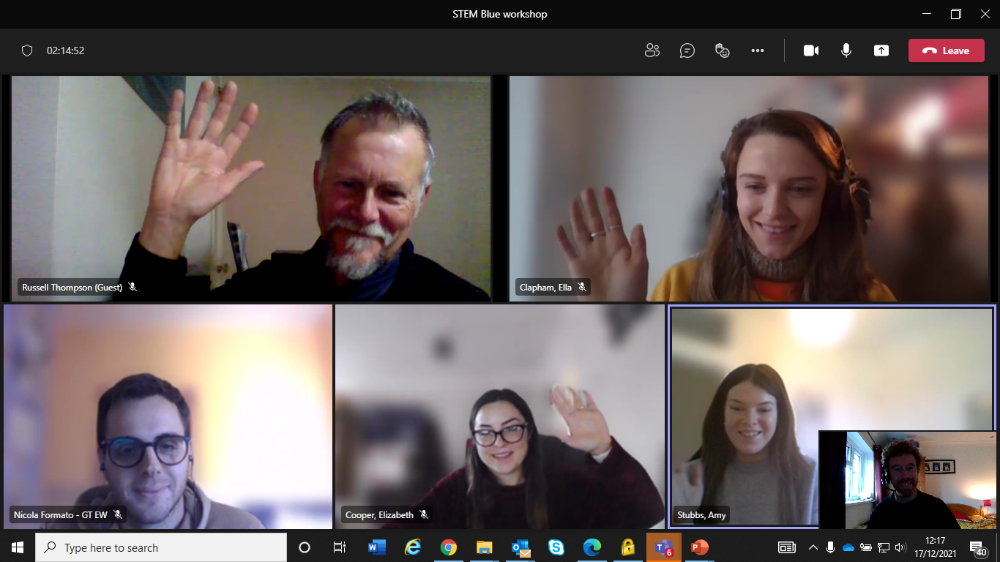 STEM Blue workshop
02:14:52
Leave
Russell Thompson (Guest)
Clapham, Ella
Nicola Formato - GT EW
Cooper, Elizabeth
Stubbs, Amy
Type here to search
6
12:17
17/12/2021
40